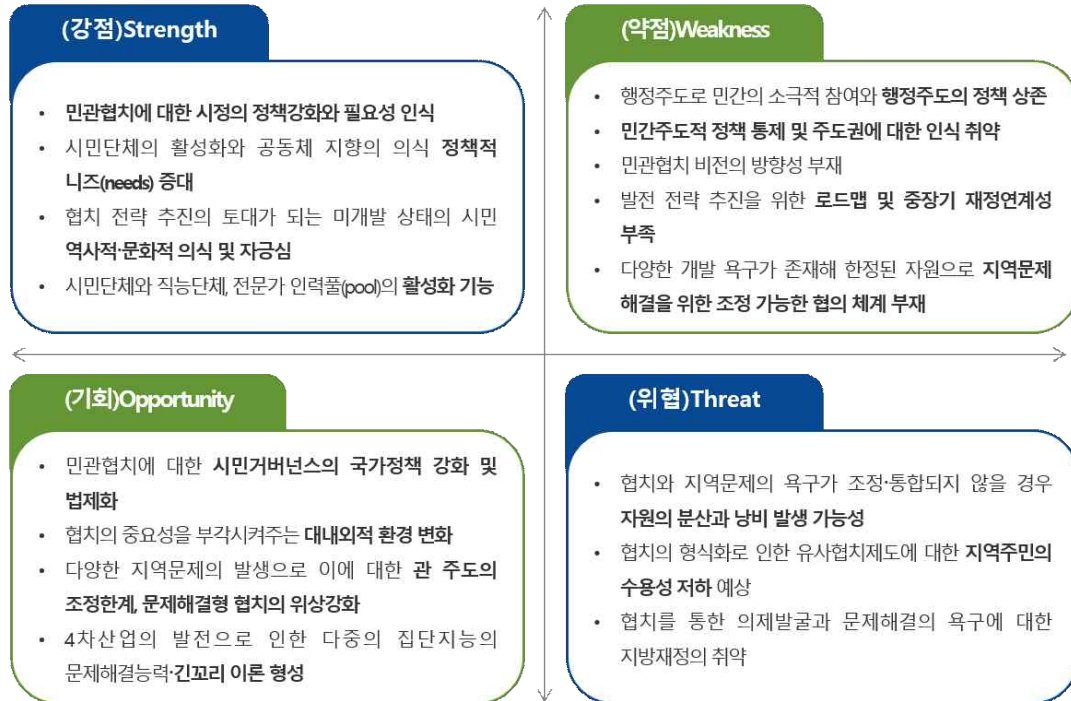 (강점)Strength
• 민관협치에 대한 시정의 정책강화와 필요성 인식
• 시민단체의 활성화와 공동체 지향의 의식 정책적
니즈(needs) 증대
• 협치 전략 추진의 토대가 되는 미개발 상태의 시민
역사적·문화적 의식 및 자긍심
• 시민단체와 직능단체, 전문가 인력풀(pool)의 활성화 기능
(약점)Weakness
• 행정주도로 민간의 소극적 참여와 행정주도의 정책 상존
• 민간주도적 정책 통제 및 주도권에 대한 인식 취약
• 민관협치 비전의 방향성 부재
• 발전 전략 추진을 위한 로드맵 및 중장기 재정연계성
부족
• 다양한 개발 욕구가 존재해 한정된 자원으로 지역문제
해결을 위한 조정 가능한 협의 체계 부재
(기회)Opportunity
• 민관협치에 대한 시민거버넌스의 국가정책 강화 및
법제화
• 협치의 중요성을 부각시켜주는 대내외적 환경 변화
• 다양한 지역문제의 발생으로 이에 대한 관 주도의
조정한계, 문제해결형 협치의 위상강화
• 4차산업의 발전으로 인한 다중의 집단지능의
문제해결능력·긴꼬리 이론 형성
(위협)Threat
• 협치와 지역문제의 욕구가 조정·통합되지 않을 경우
자원의 분산과 낭비 발생 가능성
• 협치의 형식화로 인한 유사협치제도에 대한 지역주민의
수용성 저하 예상
• 협치를 통한 의제발굴과 문제해결의 욕구에 대한
지방재정의 취약